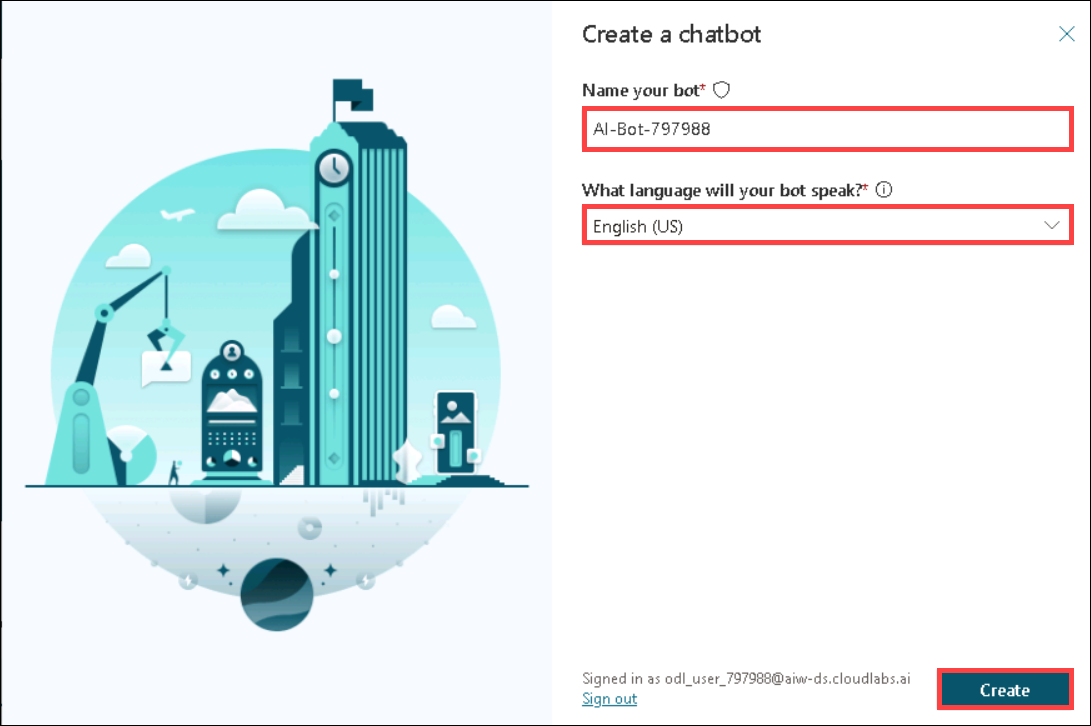 Create a chatbot
Name your bot*
AI-Bot-797988
What language will your bot speak?*
English (US)
Signed in as odl_user_797988@aiw-ds.cloudlabs.ai
Sign out
Create